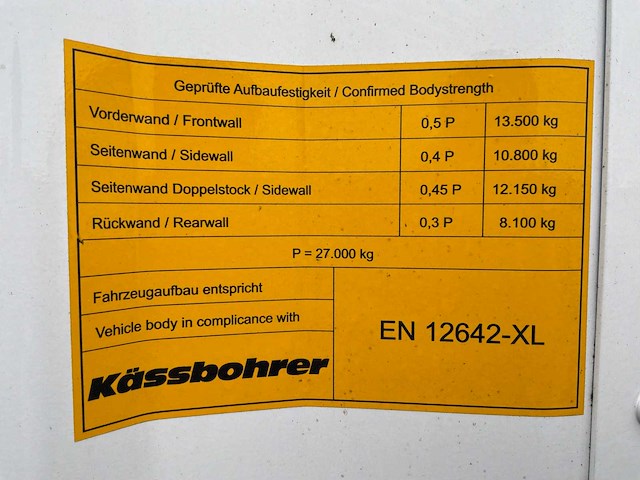 Geprüfte Aufbaufestigkeit / Confirmed Bodystrength
Vorderwand / Frontwall 0,5 P 13.500 kg
Seitenwand / Sidewall 0,4 P 10.800 kg
Seitenwand Doppelstock / Sidewall 0,45 P 12.150 kg
Rückwand / Rearwall 0,3 P 8.100 kg
P = 27.000 kg
Fahrzeugaufbau entspricht
Vehicle body in complicance with
EN 12642-XL
Kässbohrer